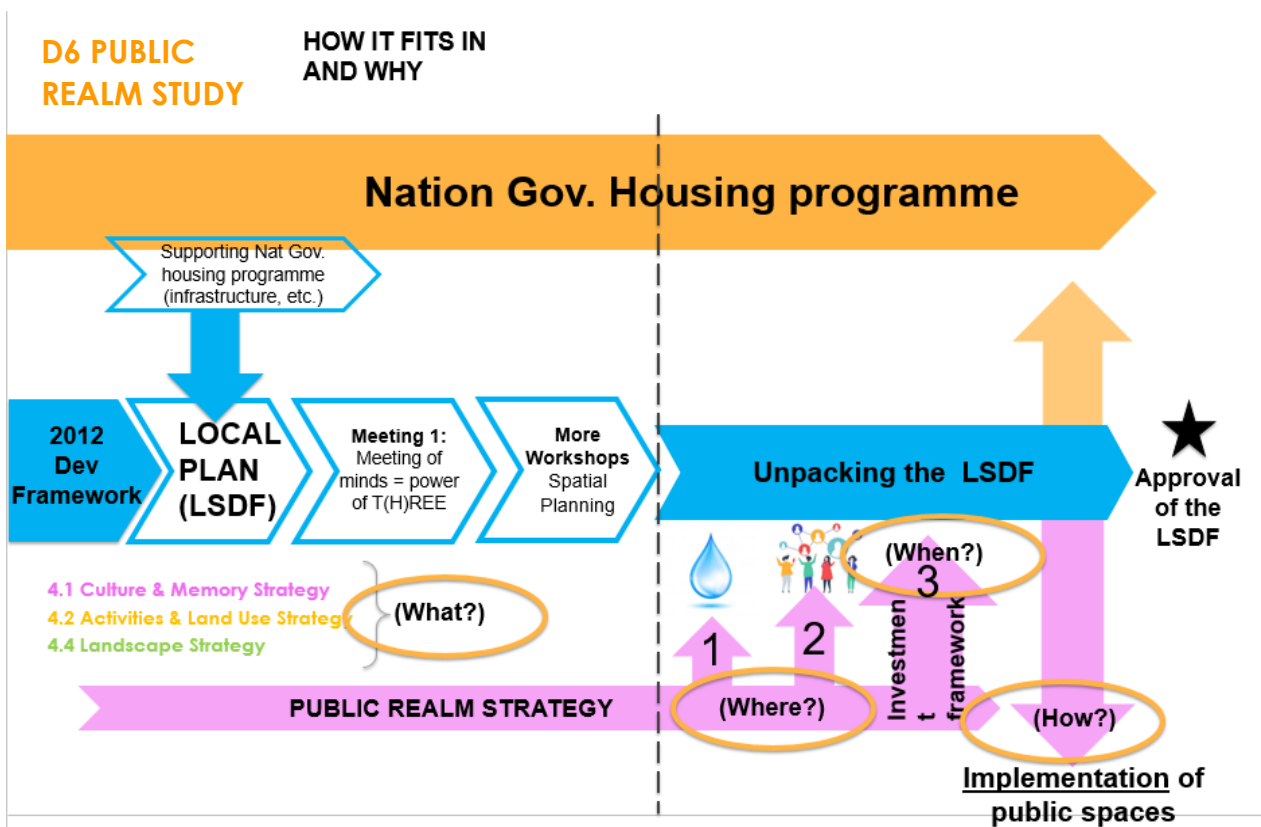 D6 PUBLIC
REALM STUDY
HOW IT FITS IN
AND WHY
Nation Gov. Housing programme
Supporting Nat Gov.
housing programme
(infrastructure, etc.)
2012
Dev
Framework
LOCAL
PLAN
(LSDF)
Meeting 1:
Meeting of
minds = power
of T(H)REE
More
Workshops
Spatial
Planning
Unpacking the LSDF
Approval
of the
LSDF
4.1 Culture & Memory Strategy
4.2 Activities & Land Use Strategy
4.4 Landscape Strategy
(What?)
(When?)
1
2
3
Investmen
t
framework
PUBLIC REALM STRATEGY
(Where?)
(How?)
Implementation of
public spaces